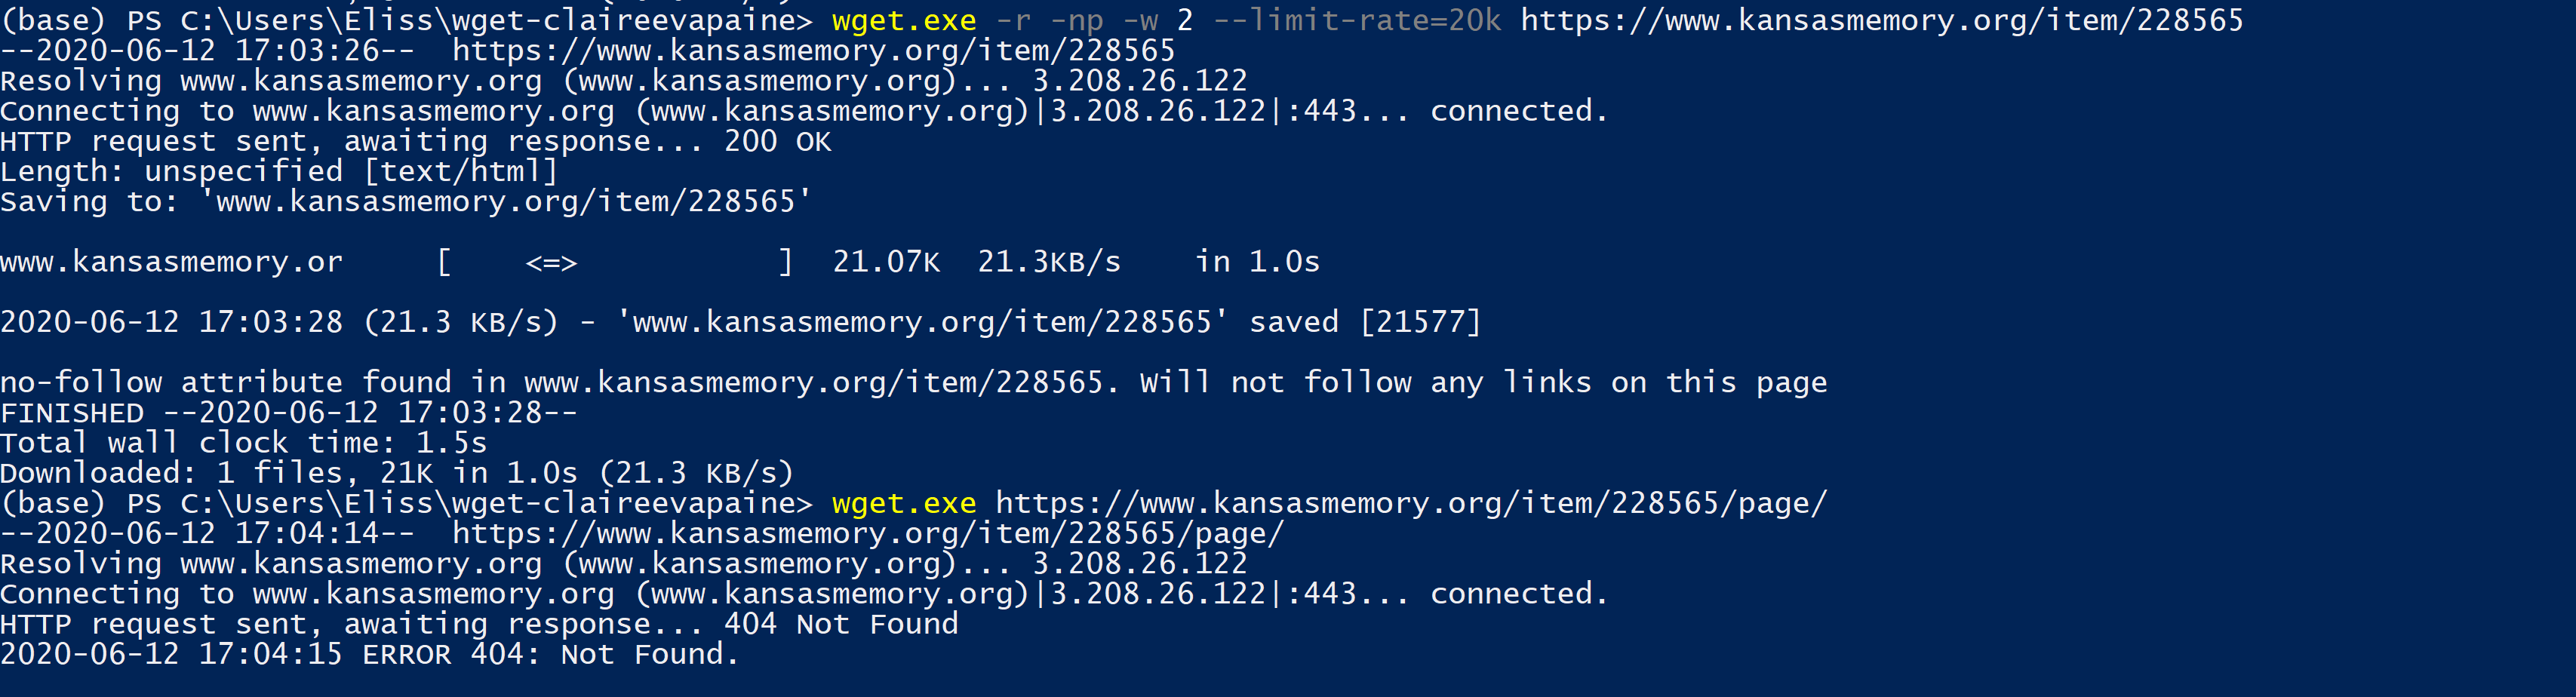 (base) PS C:\Users\Eliss\wget-claireevapaine> wget.exe -r -np -w 2 --limit-rate=20k https://www.kansasmemory.org/item/228565
--2020-06-12 17:03:26--  https://www.kansasmemory.org/item/228565
Resolving www.kansasmemory.org (www.kansasmemory.org)... 3.208.26.122
Connecting to www.kansasmemory.org (www.kansasmemory.org)|3.208.26.122|:443... connected.
HTTP request sent, awaiting response... 200 OK
Length: unspecified [text/html]
Saving to: 'www.kansasmemory.org/item/228565'
www.kansasmemory.or     [    <=>           ]  21.07K  21.3KB/s    in 1.0s
2020-06-12 17:03:28 (21.3 KB/s) - 'www.kansasmemory.org/item/228565' saved [21577]
no-follow attribute found in www.kansasmemory.org/item/228565. Will not follow any links on this page
FINISHED --2020-06-12 17:03:28--
Total wall clock time: 1.5s
Downloaded: 1 files, 21K in 1.0s (21.3 KB/s)
(base) PS C:\Users\Eliss\wget-claireevapaine> wget.exe https://www.kansasmemory.org/item/228565/page/
--2020-06-12 17:04:14--  https://www.kansasmemory.org/item/228565/page/
Resolving www.kansasmemory.org (www.kansasmemory.org)... 3.208.26.122
Connecting to www.kansasmemory.org (www.kansasmemory.org)|3.208.26.122|:443... connected.
HTTP request sent, awaiting response... 404 Not Found
2020-06-12 17:04:15 ERROR 404: Not Found.